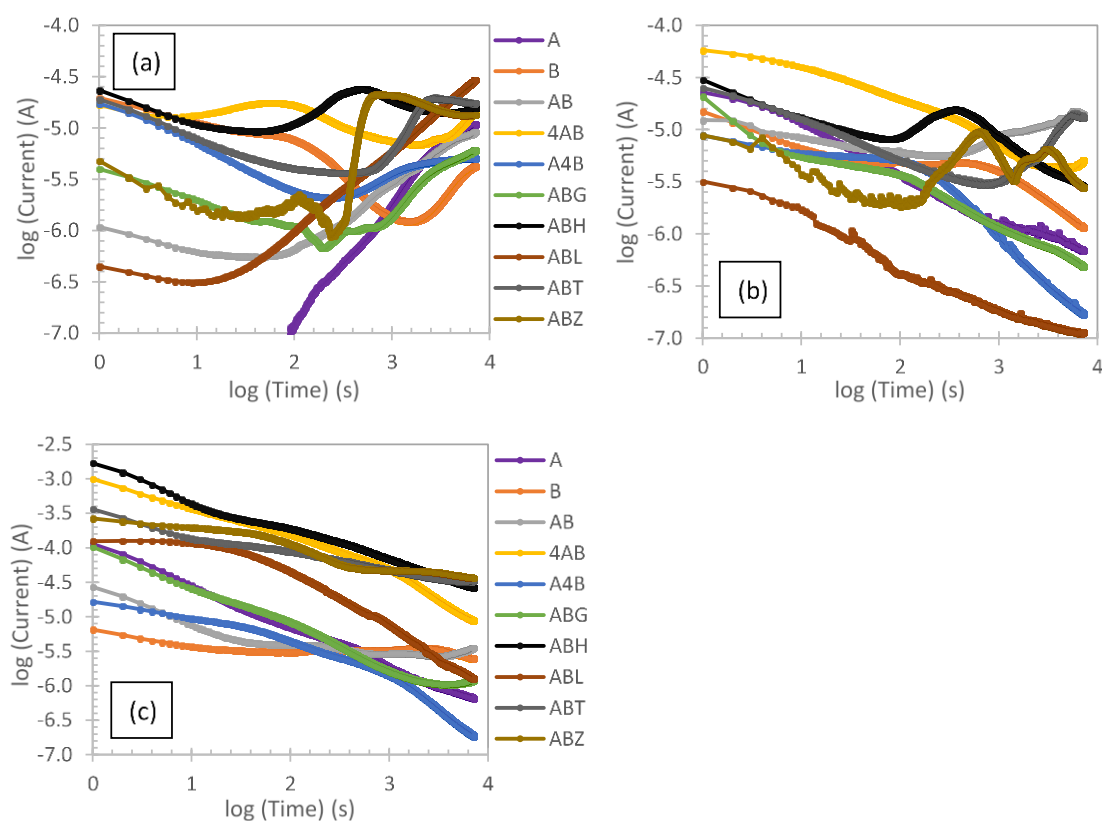 (a)
-4.0
-4.5
-5.0
-5.5
-6.0
-6.5
-7.0
log (Current) (A)
0 1 2 3 4
log (Time) (s)
A
B
AB
4AB
A4B
ABG
ABH
ABL
ABT
ABZ
(b)
-4.0
-4.5
-5.0
-5.5
-6.0
-6.5
-7.0
log (Current) (A)
0 1 2 3 4
log (Time) (s)
(c)
-2.5
-3.0
-3.5
-4.0
-4.5
-5.0
-5.5
-6.0
-6.5
-7.0
log (Current) (A)
0 1 2 3 4
log (Time) (s)
A
B
AB
4AB
A4B
ABG
ABH
ABL
ABT
ABZ